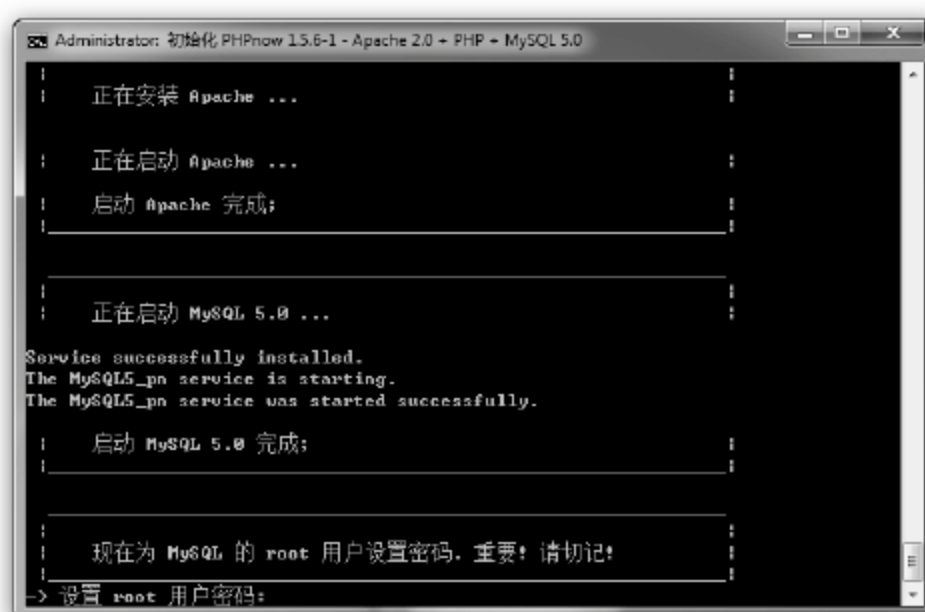 Administrator: 初始化 PHPnow 1.5.6-1 - Apache 2.0 + PHP + MySQL 5.0
正在安装 Apache ...
正在启动 Apache ...
启动 Apache 完成;
正在启动 MySQL 5.0 ...
Service successfully installed.
The MySQL5_pn service is starting.
The MySQL5_pn service was started successfully.
启动 MySQL 5.0 完成;
现在为 MySQL 的 root 用户设置密码. 重要! 请切记!
-> 设置 root 用户密码: